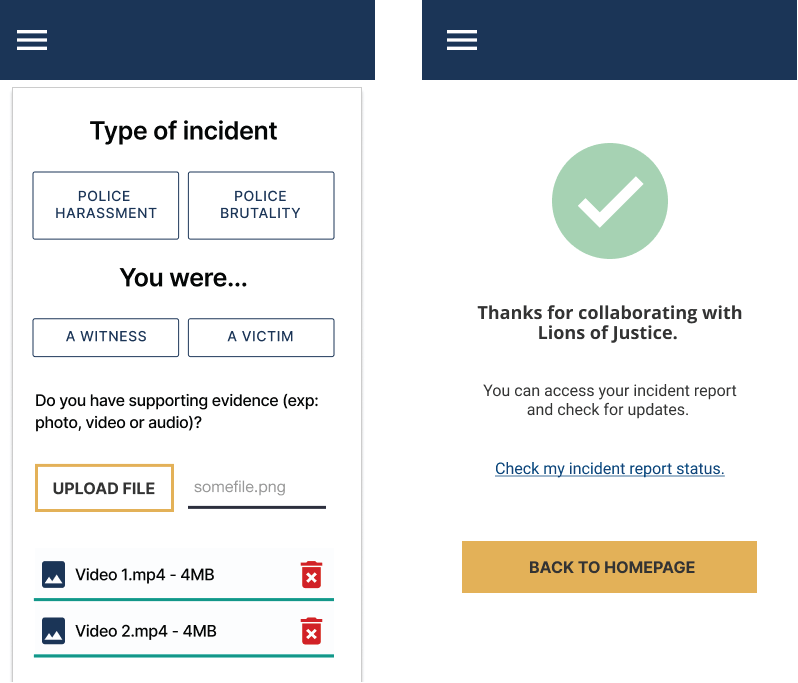 Type of incident
POLICE
HARASSMENT
POLICE
BRUTALITY
You were...
A WITNESS
A VICTIM
Do you have supporting evidence (exp:
photo, video or audio)?
UPLOAD FILE
somefile.png
Video 1.mp4 - 4MB
Video 2.mp4 - 4MB
Thanks for collaborating with
Lions of Justice.
You can access your incident report
and check for updates.
Check my incident report status.
BACK TO HOMEPAGE